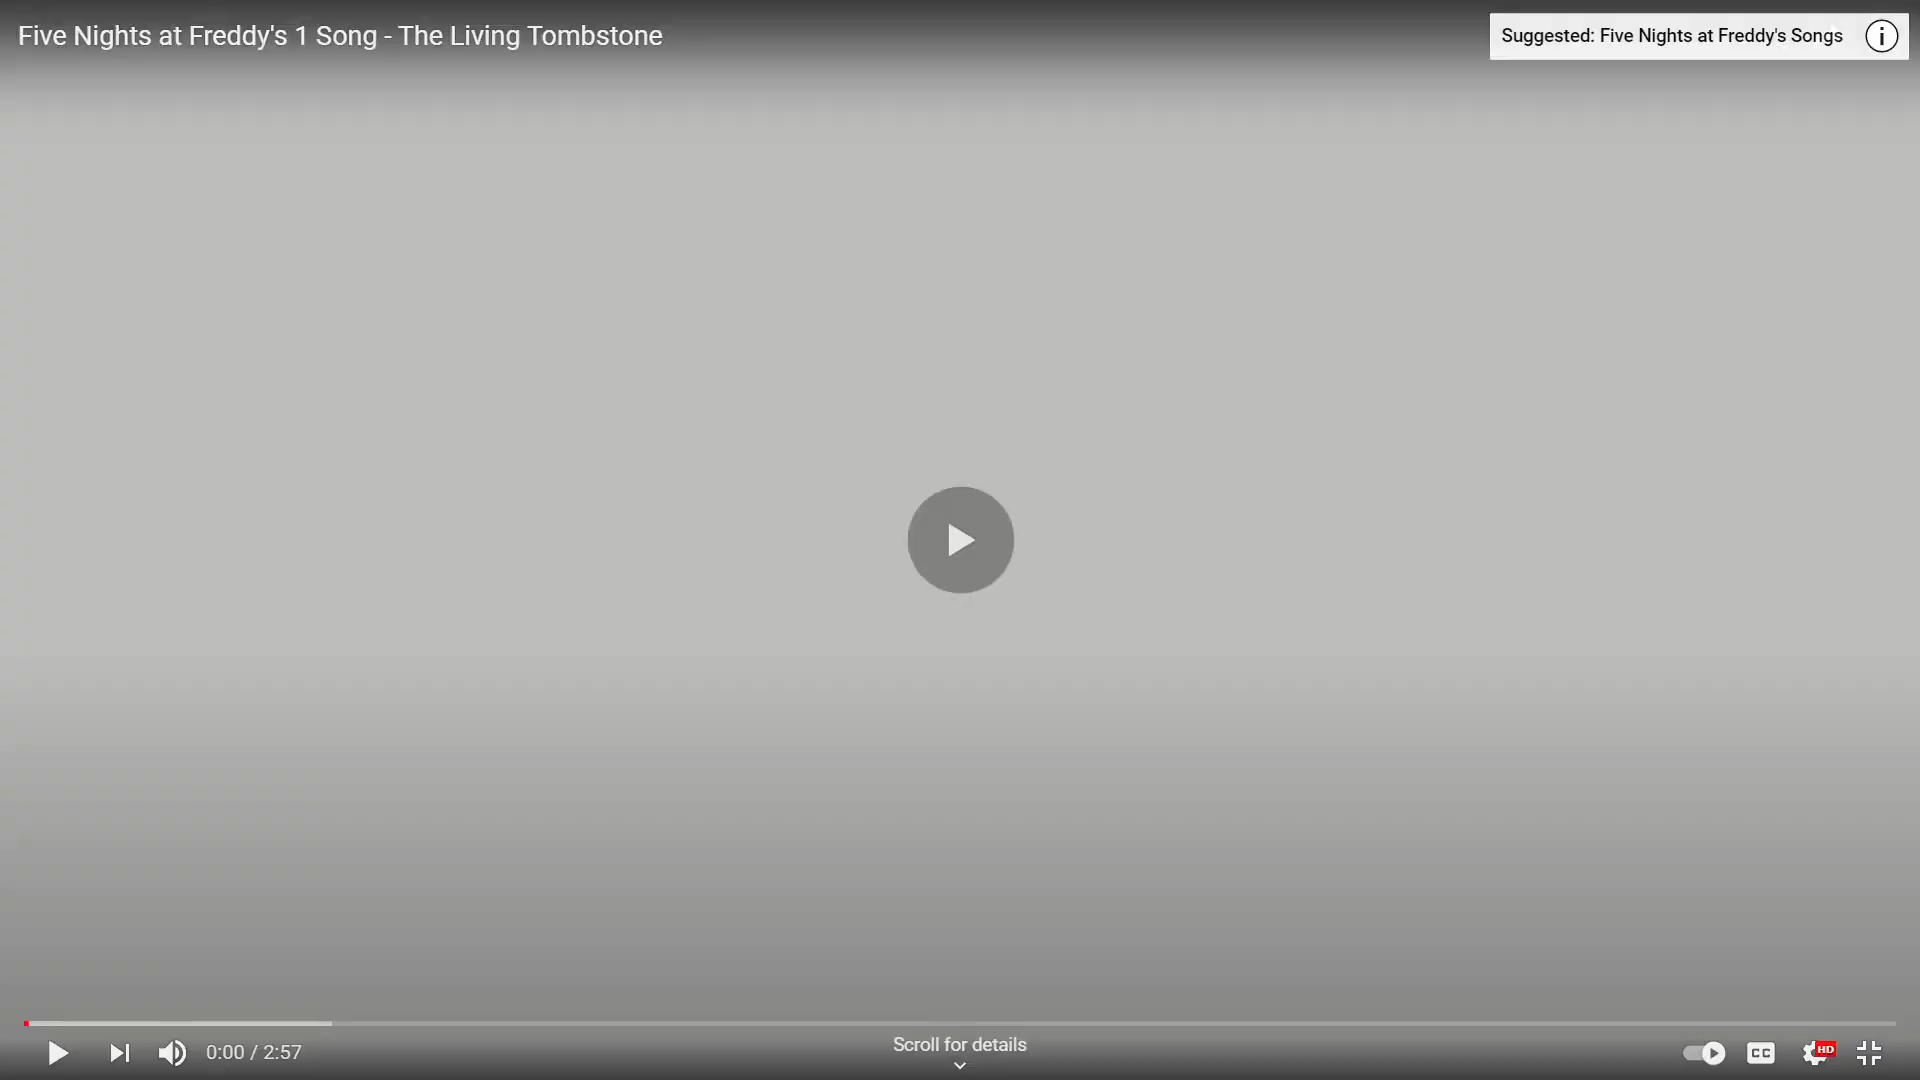 Five Nights at Freddy's 1 Song - The Living Tombstone
Suggested: Five Nights at Freddy's Songs
i
0:00 / 2:57
Scroll for details
CC
HD